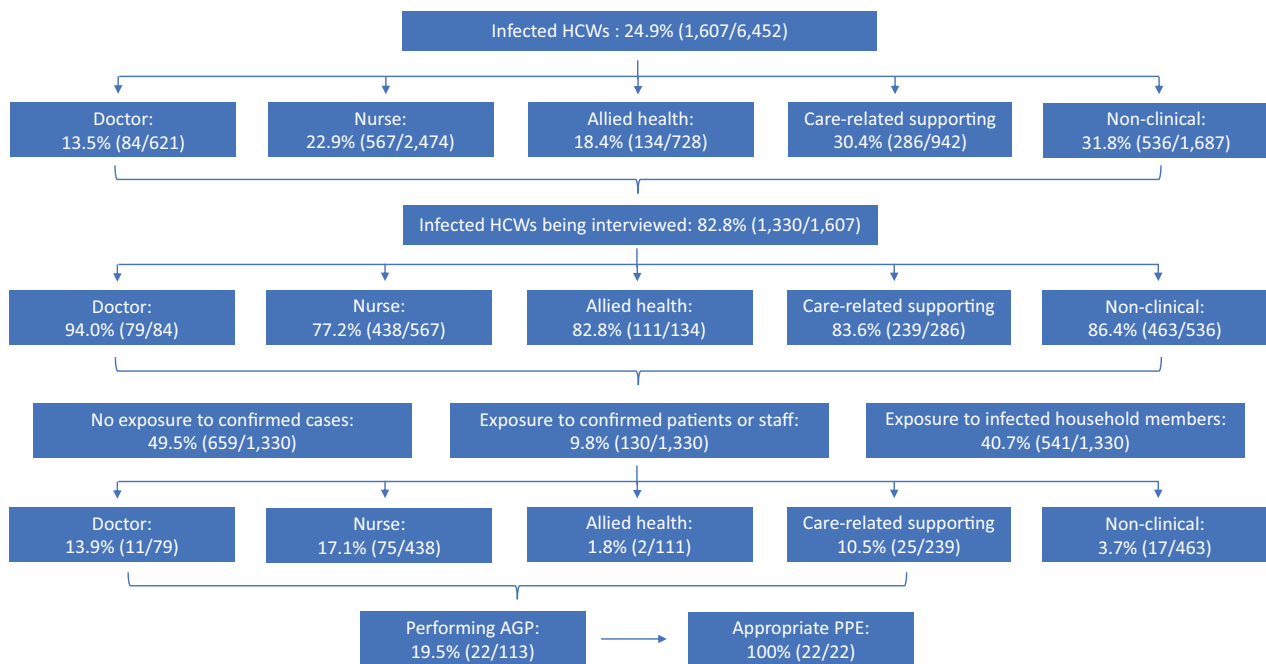 Infected HCWs : 24.9% (1,607/6,452)
Doctor:
13.5% (84/621)
Nurse:
22.9% (567/2,474)
Allied health:
18.4% (134/728)
Care-related supporting
30.4% (286/942)
Non-clinical:
31.8% (536/1,687)
Infected HCWs being interviewed: 82.8% (1,330/1,607)
Doctor:
94.0% (79/84)
Nurse:
77.2% (438/567)
Allied health:
82.8% (111/134)
Care-related supporting
83.6% (239/286)
Non-clinical:
86.4% (463/536)
No exposure to confirmed cases:
49.5% (659/1,330)
Exposure to confirmed patients or staff:
9.8% (130/1,330)
Exposure to infected household members:
40.7% (541/1,330)
Doctor:
13.9% (11/79)
Nurse:
17.1% (75/438)
Allied health:
1.8% (2/111)
Care-related supporting
10.5% (25/239)
Non-clinical:
3.7% (17/463)
Performing AGP:
19.5% (22/113)
Appropriate PPE:
100% (22/22)